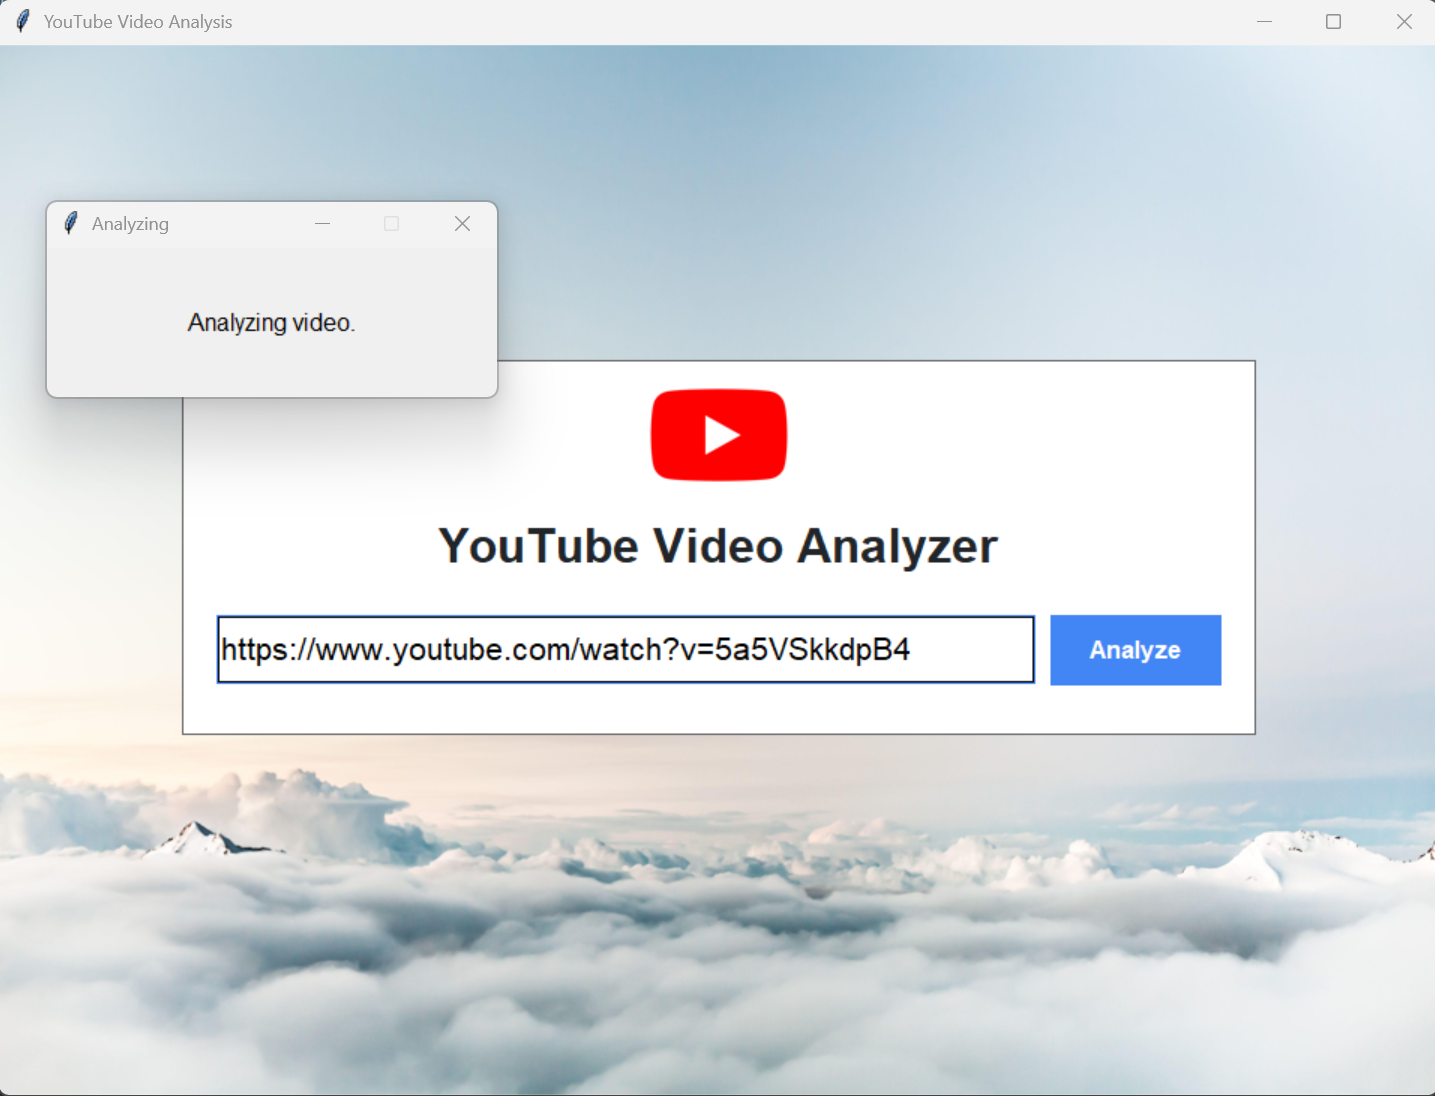 YouTube Video Analysis
Analyzing
Analyzing video.
YouTube Video Analyzer
https://www.youtube.com/watch?v=5a5VSkkdpB4
Analyze